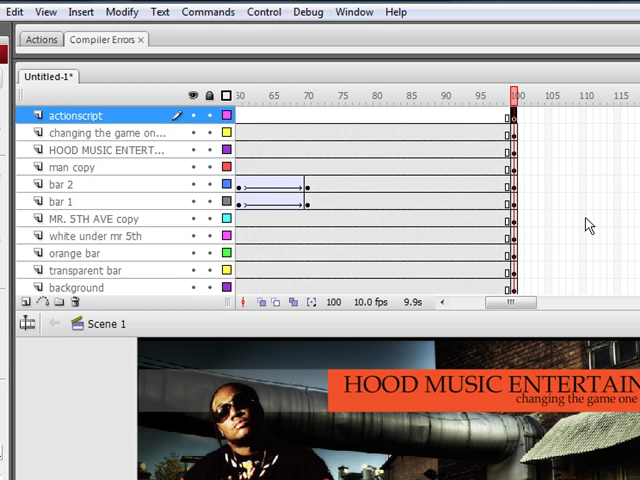 Edit View Insert Modify Text Commands Control Debug Window Help
Actions Compiler Errors ×
Untitled-1*
60 65 70 75 80 85 90 95 100 105 110 115
actionscript
changing the game on...
HOOD MUSIC ENTERT...
man copy
bar 2
bar 1
MR. 5TH AVE copy
white under mr 5th
orange bar
transparent bar
background
100 10.0 fps 9.9s
Scene 1
HOOD MUSIC ENTERTAIN
changing the game one